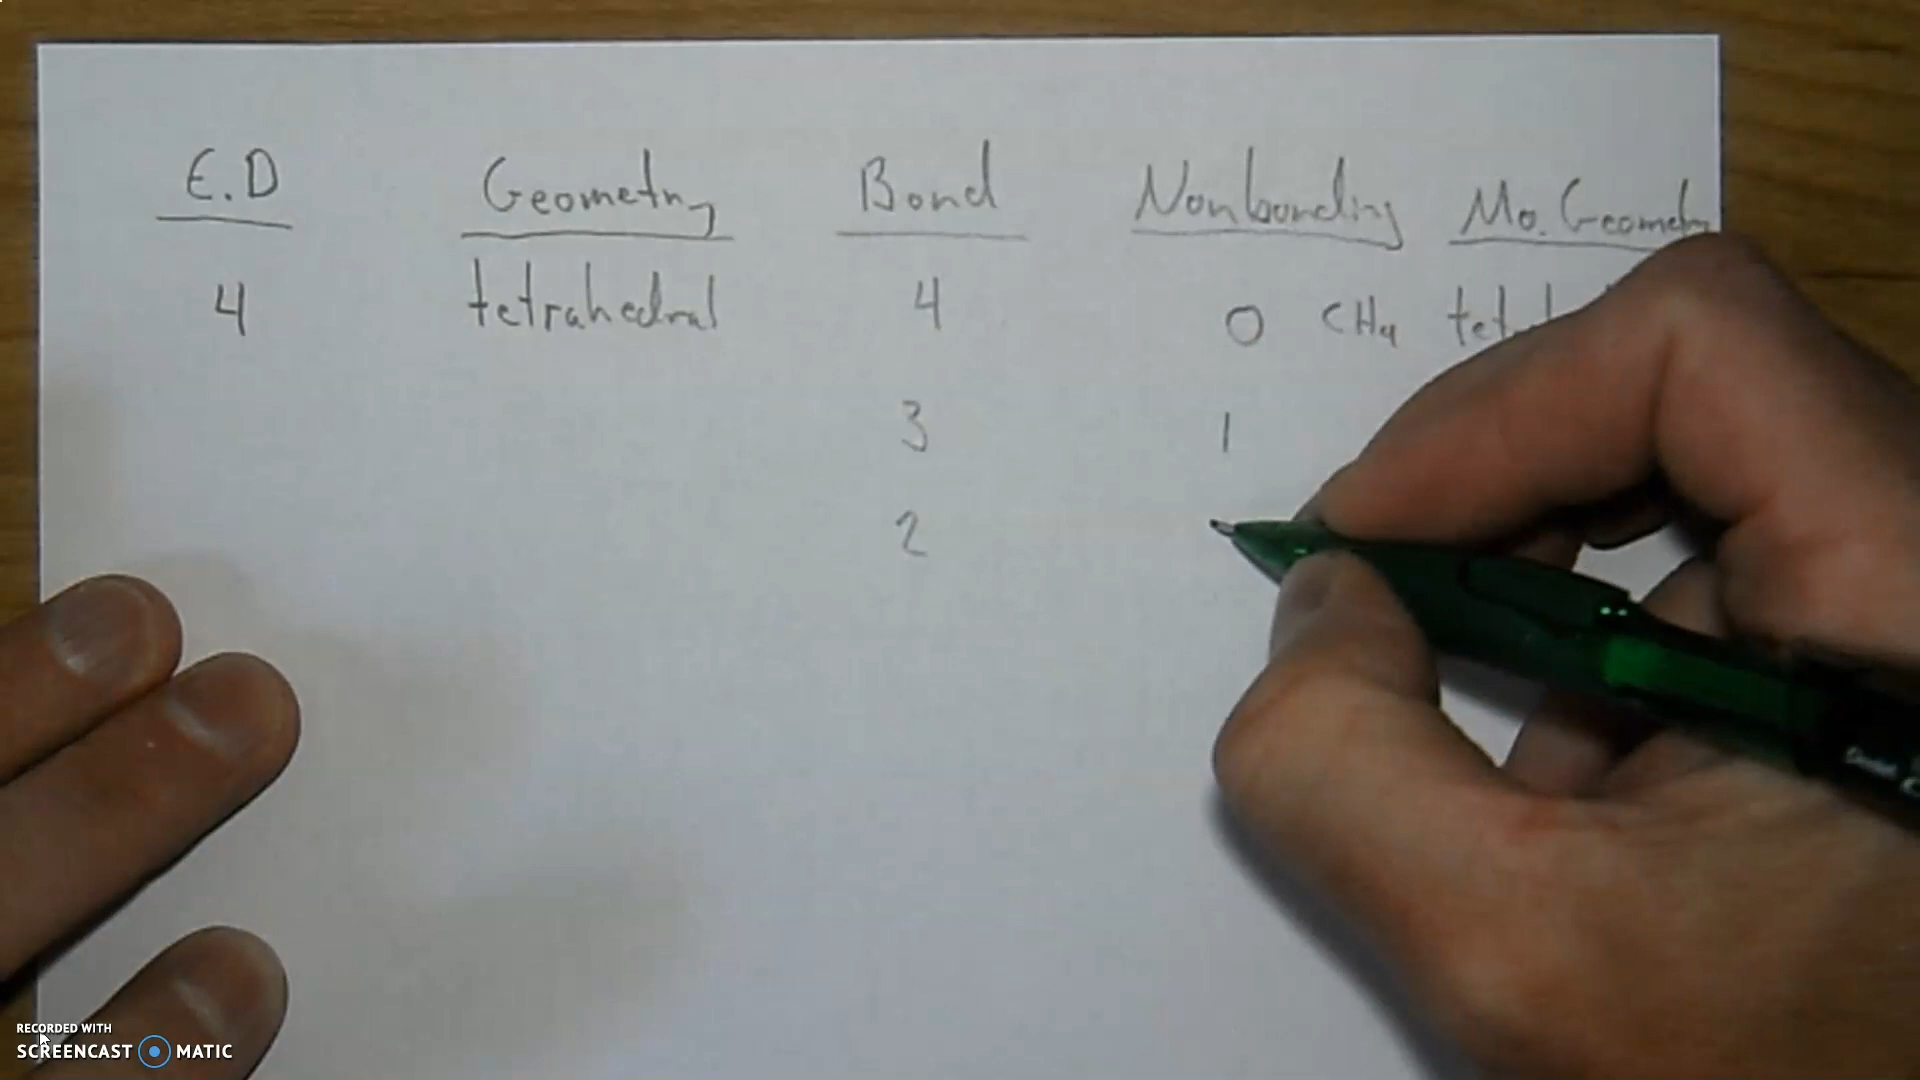 E.D Geometry Bond Nonbonding Mo. Geometry
4 tetrahedral 4 0 CH4
3 1
2
RECORDED WITH
SCREENCAST MATIC